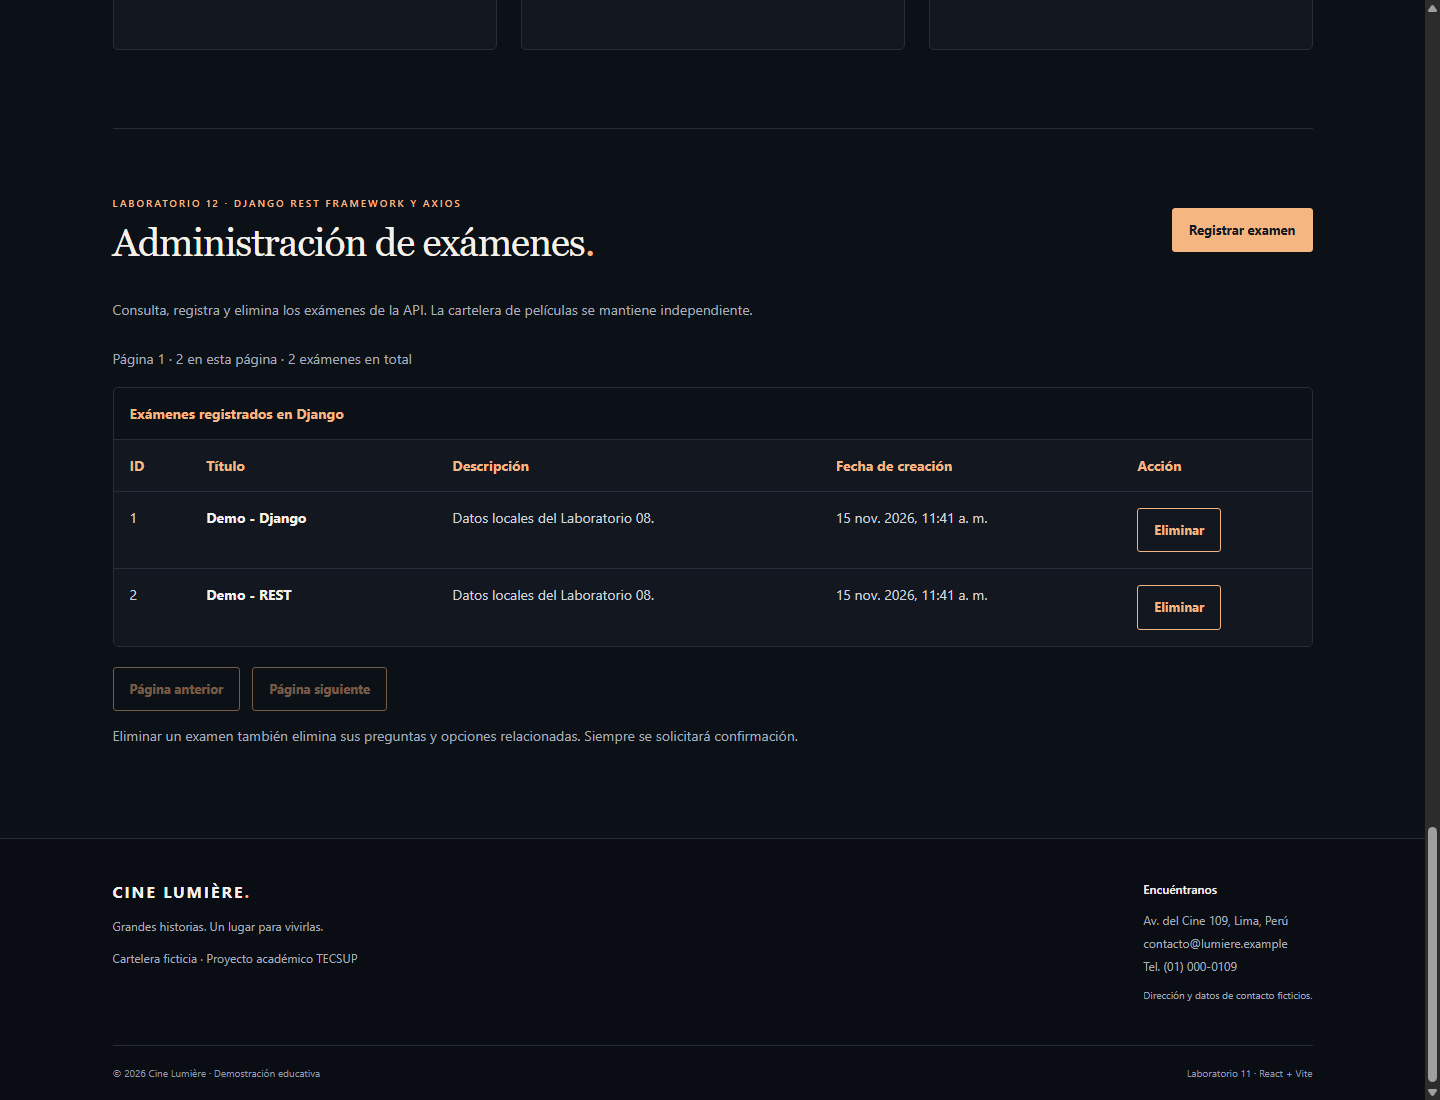 LABORATORIO 12 · DJANGO REST FRAMEWORK Y AXIOS
Administración de exámenes.
Registrar examen
Consulta, registra y elimina los exámenes de la API. La cartelera de películas se mantiene independiente.
Página 1 · 2 en esta página · 2 exámenes en total
Exámenes registrados en Django
ID Título Descripción Fecha de creación Acción
1 Demo - Django Datos locales del Laboratorio 08. 15 nov. 2026, 11:41 a. m. Eliminar
2 Demo - REST Datos locales del Laboratorio 08. 15 nov. 2026, 11:41 a. m. Eliminar
Página anterior Página siguiente
Eliminar un examen también elimina sus preguntas y opciones relacionadas. Siempre se solicitará confirmación.
CINE LUMIÈRE.
Grandes historias. Un lugar para vivirlas.
Cartelera ficticia · Proyecto académico TECSUP
Encuéntranos
Av. del Cine 109, Lima, Perú
contacto@lumiere.example
Tel. (01) 000-0109
Dirección y datos de contacto ficticios.
© 2026 Cine Lumière · Demostración educativa
Laboratorio 11 · React + Vite